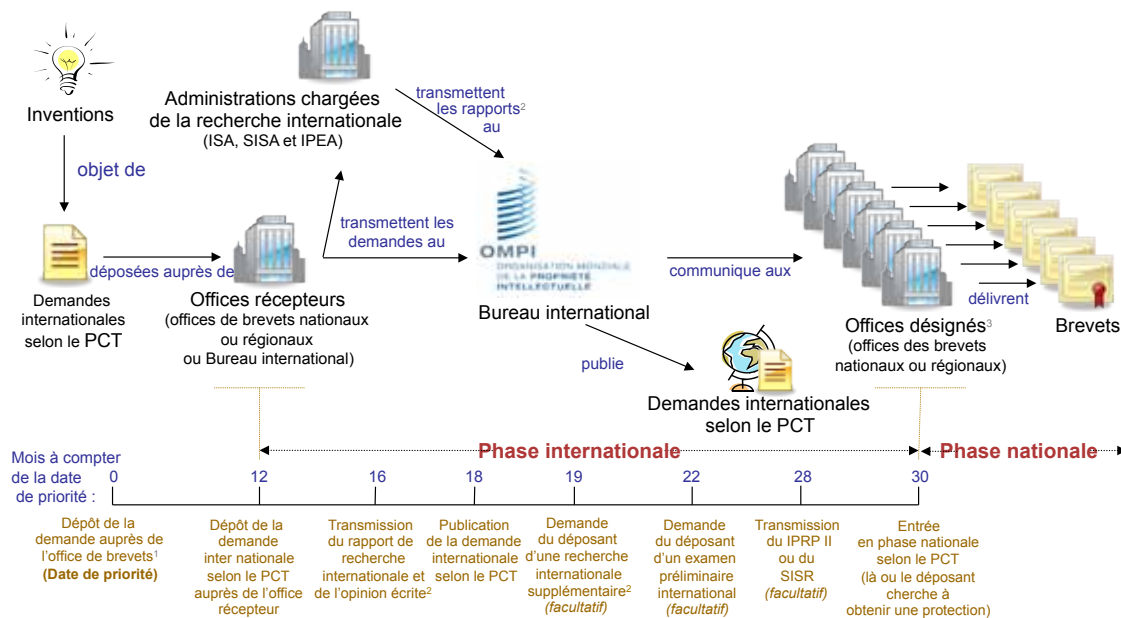 Inventions
objet de
Demandes
internationales
selon le PCT
déposées auprès de
Administrations chargées
de la recherche internationale
(ISA, SISA et IPEA)
Offices récepteurs
(offices de brevets nationaux
ou régionaux
ou Bureau international)
transmettent
les rapports²
au
transmettent les
demandes au
OMPI
ORGANISATION MONDIALE
DE LA PROPRIÉTÉ
INTELLECTUELLE
Bureau international
publie
Demandes internationales
selon le PCT
communique aux
Offices désignés³
(offices des brevets
nationaux ou régionaux)
délivrent
Brevets
Phase internationale
Phase nationale
Mois à compter
de la date
de priorité :
0
12
16
18
19
22
28
30
Dépôt de la
demande auprès de
l'office de brevets¹
(Date de priorité)
Dépôt de la
demande
inter nationale
selon le PCT
auprès de l'office
récepteur
Transmission
du rapport de
recherche
internationale et
de l'opinion écrite²
Publication
de la demande
internationale
selon le PCT
Demande
du déposant
d'une recherche
internationale
supplémentaire²
(facultatif)
Demande
du déposant
d'un examen
préliminaire
international
(facultatif)
Transmission
du IPRP II
ou du
SISR
(facultatif)
Entrée
en phase nationale
selon le PCT
(là ou le déposant
cherche à
obtenir une protection)